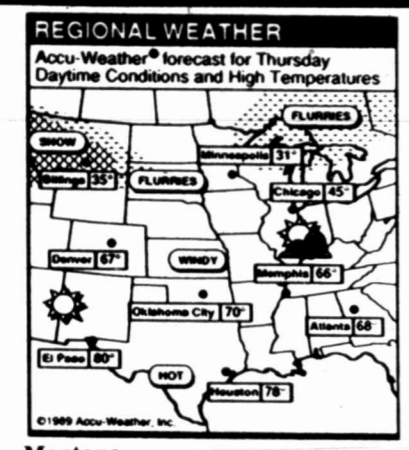 REGIONAL WEATHER
Accu-Weather® forecast for Thursday
Daytime Conditions and High Temperatures
FLURRIES
SNOW
Minneapolis 31°
Billings 35°
FLURRIES
Chicago 45°
Denver 67°
WINDY
Memphis 66°
Oklahoma City 70°
Atlanta 68°
El Paso 80°
HOT
Houston 78°
©1989 Accu-Weather, Inc.